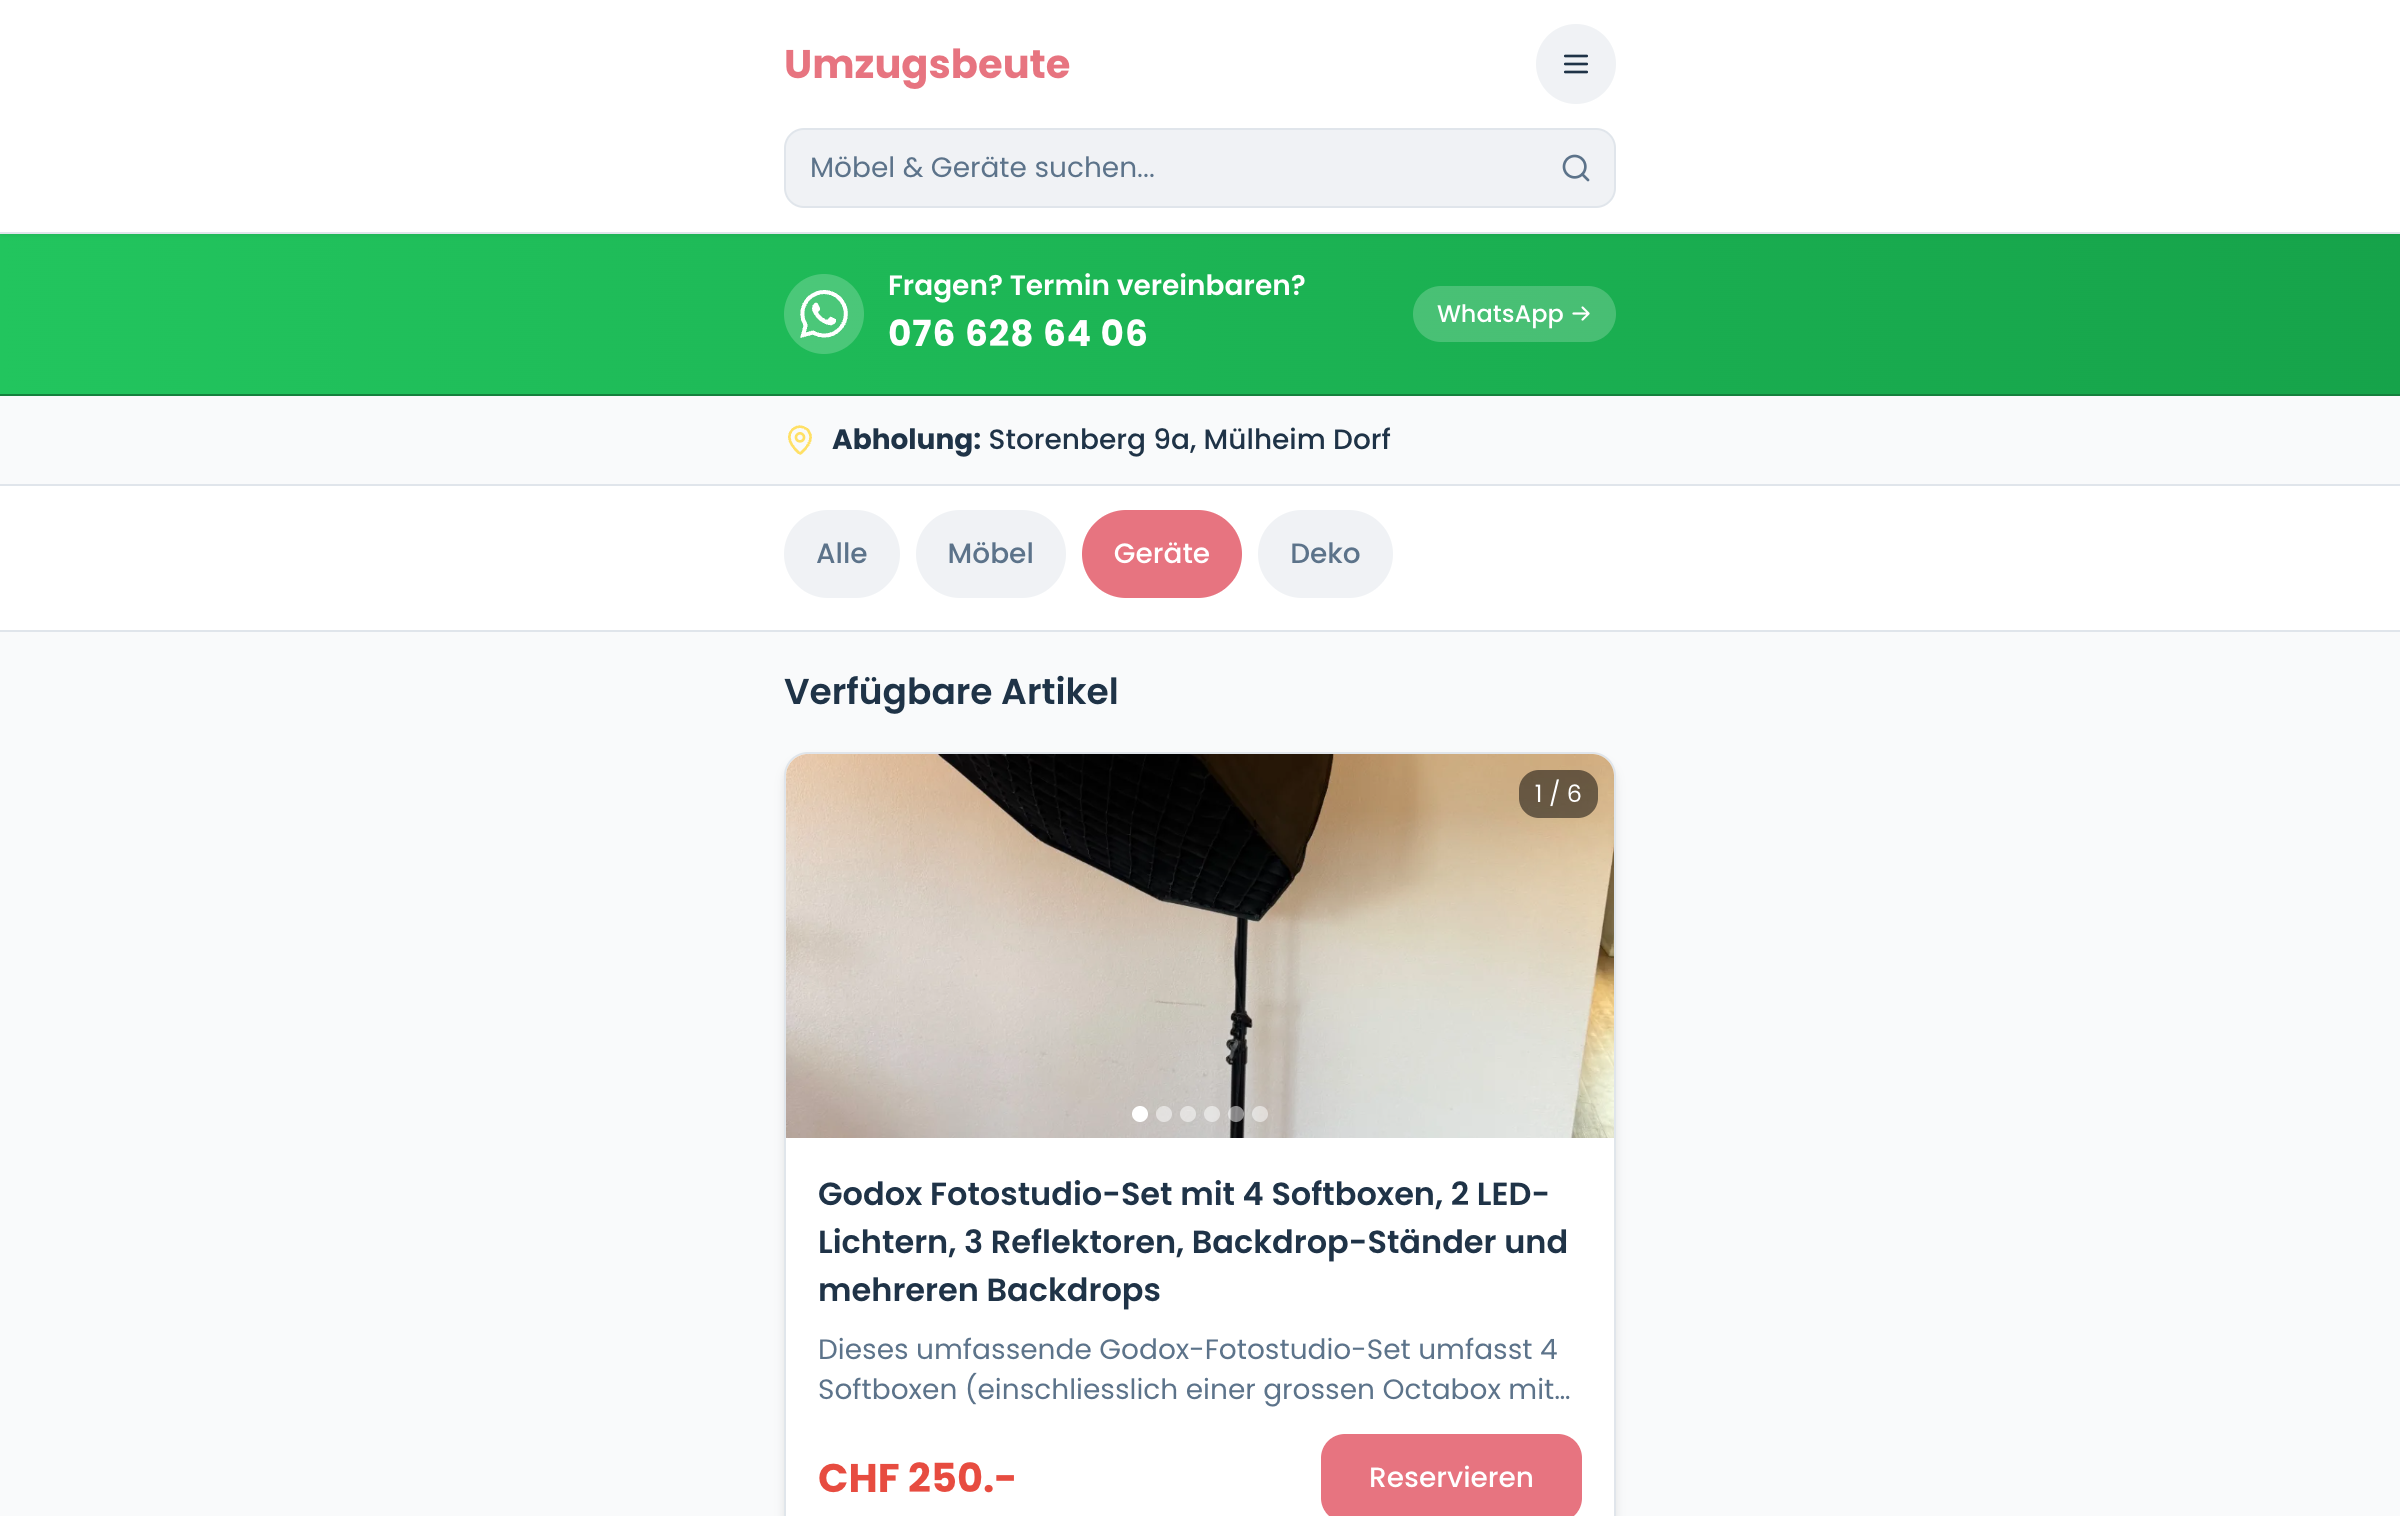 Umzugsbeute
Möbel & Geräte suchen...
Fragen? Termin vereinbaren?
076 628 64 06
WhatsApp →
Abholung: Storenberg 9a, Mülheim Dorf
Alle Möbel Geräte Deko
Verfügbare Artikel
1 / 6
Godox Fotostudio-Set mit 4 Softboxen, 2 LED-
Lichtern, 3 Reflektoren, Backdrop-Ständer und
mehreren Backdrops
Dieses umfassende Godox-Fotostudio-Set umfasst 4
Softboxen (einschliesslich einer grossen Octabox mit...
CHF 250.-
Reservieren